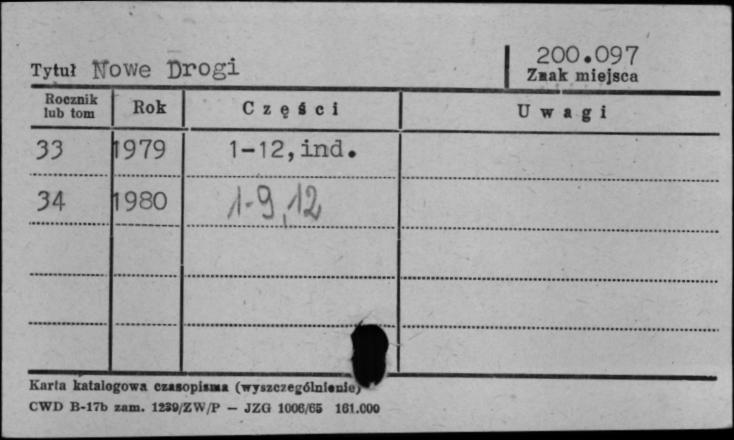 200.097
Tytuł Nowe Drogi
Znak miejsca
Rocznik lub tom Rok Części Uwagi
33 1979 1-12,ind.
34 1980 1-9,12
Karta katalogowa czasopisma (wyszczególnienie)
CWD B-17b zam. 1239/ZW/P — JZG 1006/65 161.000